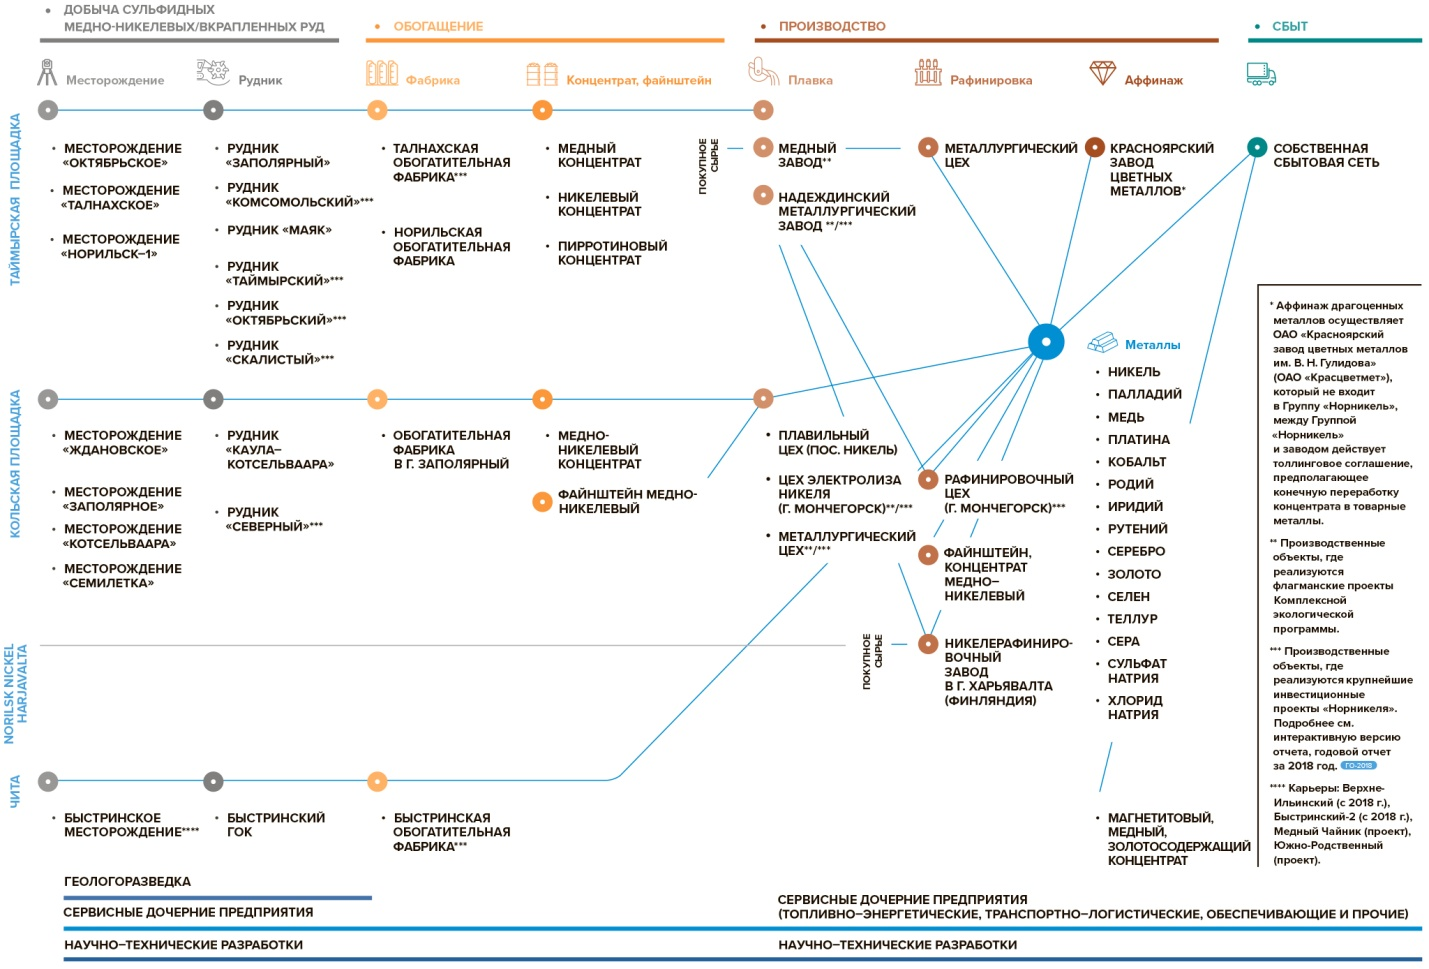 • ДОБЫЧА СУЛЬФИДНЫХ
МЕДНО-НИКЕЛЕВЫХ/ВКРАПЛЕННЫХ РУД
• ОБОГАЩЕНИЕ
• ПРОИЗВОДСТВО
• СБЫТ
Месторождение
Рудник
Фабрика
Концентрат, файнштейн
Плавка
Рафинировка
Аффинаж
ТАЙМЫРСКАЯ ПЛОЩАДКА
• МЕСТОРОЖДЕНИЕ
«ОКТЯБРЬСКОЕ»
• МЕСТОРОЖДЕНИЕ
«ТАЛНАХСКОЕ»
• МЕСТОРОЖДЕНИЕ
«НОРИЛЬСК–1»
• РУДНИК
«ЗАПОЛЯРНЫЙ»
• РУДНИК
«КОМСОМОЛЬСКИЙ»***
• РУДНИК «МАЯК»
• РУДНИК
«ТАЙМЫРСКИЙ»***
• РУДНИК
«ОКТЯБРЬСКИЙ»***
• РУДНИК
«СКАЛИСТЫЙ»***
• ТАЛНАХСКАЯ
ОБОГАТИТЕЛЬНАЯ
ФАБРИКА***
• НОРИЛЬСКАЯ
ОБОГАТИТЕЛЬНАЯ
ФАБРИКА
• МЕДНЫЙ
КОНЦЕНТРАТ
• НИКЕЛЕВЫЙ
КОНЦЕНТРАТ
• ПИРРОТИНОВЫЙ
КОНЦЕНТРАТ
ПОКУПНОЕ
СЫРЬЕ
МЕДНЫЙ
ЗАВОД**
НАДЕЖДИНСКИЙ
МЕТАЛЛУРГИЧЕСКИЙ
ЗАВОД **/***
МЕТАЛЛУРГИЧЕСКИЙ
ЦЕХ
КРАСНОЯРСКИЙ
ЗАВОД
ЦВЕТНЫХ
МЕТАЛЛОВ*
СОБСТВЕННАЯ
СБЫТОВАЯ СЕТЬ
КОЛЬСКАЯ ПЛОЩАДКА
• МЕСТОРОЖДЕНИЕ
«ЖДАНОВСКОЕ»
• МЕСТОРОЖДЕНИЕ
«ЗАПОЛЯРНОЕ»
• МЕСТОРОЖДЕНИЕ
«КОТСЕЛЬВААРА»
• МЕСТОРОЖДЕНИЕ
«СЕМИЛЕТКА»
• РУДНИК
«КАУЛА–
КОТСЕЛЬВААРА»
• РУДНИК
«СЕВЕРНЫЙ»***
• ОБОГАТИТЕЛЬНАЯ
ФАБРИКА
В Г. ЗАПОЛЯРНЫЙ
• МЕДНО-
НИКЕЛЕВЫЙ
КОНЦЕНТРАТ
ФАЙНШТЕЙН МЕДНО-
НИКЕЛЕВЫЙ
• ПЛАВИЛЬНЫЙ
ЦЕХ (ПОС. НИКЕЛЬ)
• ЦЕХ ЭЛЕКТРОЛИЗА
НИКЕЛЯ
(Г. МОНЧЕГОРСК)**/***
• МЕТАЛЛУРГИЧЕСКИЙ
ЦЕХ**/***
РАФИНИРОВОЧНЫЙ
ЦЕХ
(Г. МОНЧЕГОРСК)***
ФАЙНШТЕЙН,
КОНЦЕНТРАТ
МЕДНО–
НИКЕЛЕВЫЙ
Металлы
• НИКЕЛЬ
• ПАЛЛАДИЙ
• МЕДЬ
• ПЛАТИНА
• КОБАЛЬТ
• РОДИЙ
• ИРИДИЙ
• РУТЕНИЙ
• СЕРЕБРО
• ЗОЛОТО
• СЕЛЕН
• ТЕЛЛУР
• СЕРА
• СУЛЬФАТ
НАТРИЯ
• ХЛОРИД
НАТРИЯ
NORILSK NICKEL
HARJAVALTA
ПОКУПНОЕ
СЫРЬЕ
НИКЕЛЕРАФИНИРО-
ВОЧНЫЙ
ЗАВОД
В Г. ХАРЬЯВАЛТА
(ФИНЛЯНДИЯ)
ЧИТА
• БЫСТРИНСКОЕ
МЕСТОРОЖДЕНИЕ****
• БЫСТРИНСКИЙ
ГОК
• БЫСТРИНСКАЯ
ОБОГАТИТЕЛЬНАЯ
ФАБРИКА***
• МАГНЕТИТОВЫЙ,
МЕДНЫЙ,
ЗОЛОТОСОДЕРЖАЩИЙ
КОНЦЕНТРАТ
* Аффинаж драгоценных
металлов осуществляет
ОАО «Красноярский
завод цветных металлов
им. В. Н. Гулидова»
(ОАО «Красцветмет»),
который не входит
в Группу «Норникель»,
между Группой
«Норникель»
и заводом действует
толлинговое соглашение,
предполагающее
конечную переработку
концентрата в товарные
металлы.
** Производственные
объекты, где
реализуются
флагманские проекты
Комплексной
экологической
программы.
*** Производственные
объекты, где
реализуются крупнейшие
инвестиционные
проекты «Норникеля».
Подробнее см.
интерактивную версию
отчета, годовой отчет
за 2018 год. ГО-2018
**** Карьеры: Верхне-
Ильинский (с 2018 г.),
Быстринский-2 (с 2018 г.),
Медный Чайник (проект),
Южно-Родственный
(проект).
ГЕОЛОГОРАЗВЕДКА
СЕРВИСНЫЕ ДОЧЕРНИЕ ПРЕДПРИЯТИЯ
СЕРВИСНЫЕ ДОЧЕРНИЕ ПРЕДПРИЯТИЯ
(ТОПЛИВНО–ЭНЕРГЕТИЧЕСКИЕ, ТРАНСПОРТНО–ЛОГИСТИЧЕСКИЕ, ОБЕСПЕЧИВАЮЩИЕ И ПРОЧИЕ)
НАУЧНО–ТЕХНИЧЕСКИЕ РАЗРАБОТКИ
НАУЧНО–ТЕХНИЧЕСКИЕ РАЗРАБОТКИ